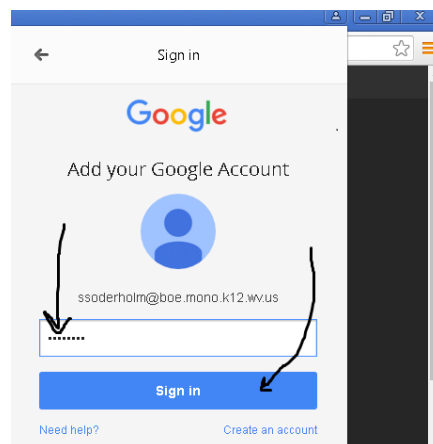 Sign in
Google
Add your Google Account
ssoderholm@boe.mono.k12.wv.us
••••••••
Sign in
Need help? Create an account